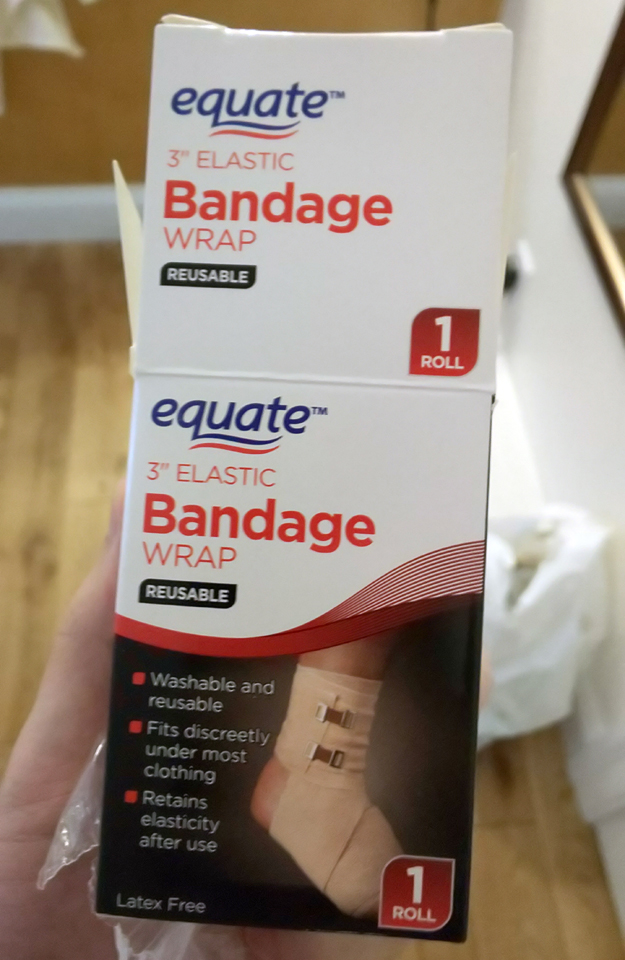 equate™
3" ELASTIC
Bandage
WRAP
REUSABLE
1
ROLL
equate™
3" ELASTIC
Bandage
WRAP
REUSABLE
Washable and
reusable
Fits discreetly
under most
clothing
Retains
elasticity
after use
Latex Free
1
ROLL